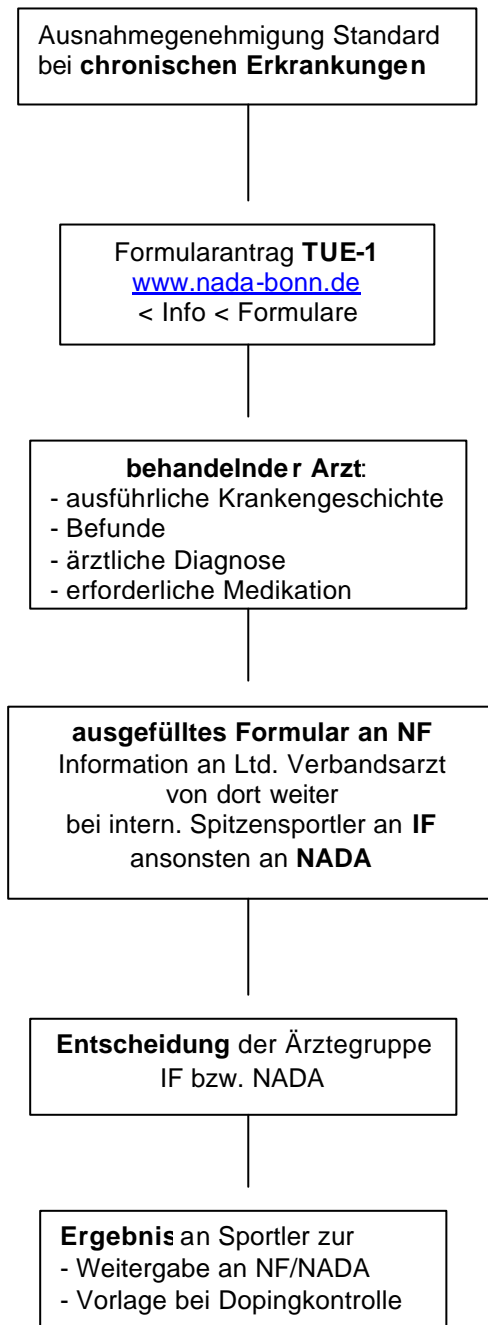 Ausnahmegenehmigung Standard
bei chronischen Erkrankungen
Formularantrag TUE-1
www.nada-bonn.de
< Info < Formulare
behandelnder Arzt:
- ausführliche Krankengeschichte
- Befunde
- ärztliche Diagnose
- erforderliche Medikation
ausgefülltes Formular an NF
Information an Ltd. Verbandsarzt
von dort weiter
bei intern. Spitzensportler an IF
ansonsten an NADA
Entscheidung der Ärztegruppe
IF bzw. NADA
Ergebnis an Sportler zur
- Weitergabe an NF/NADA
- Vorlage bei Dopingkontrolle